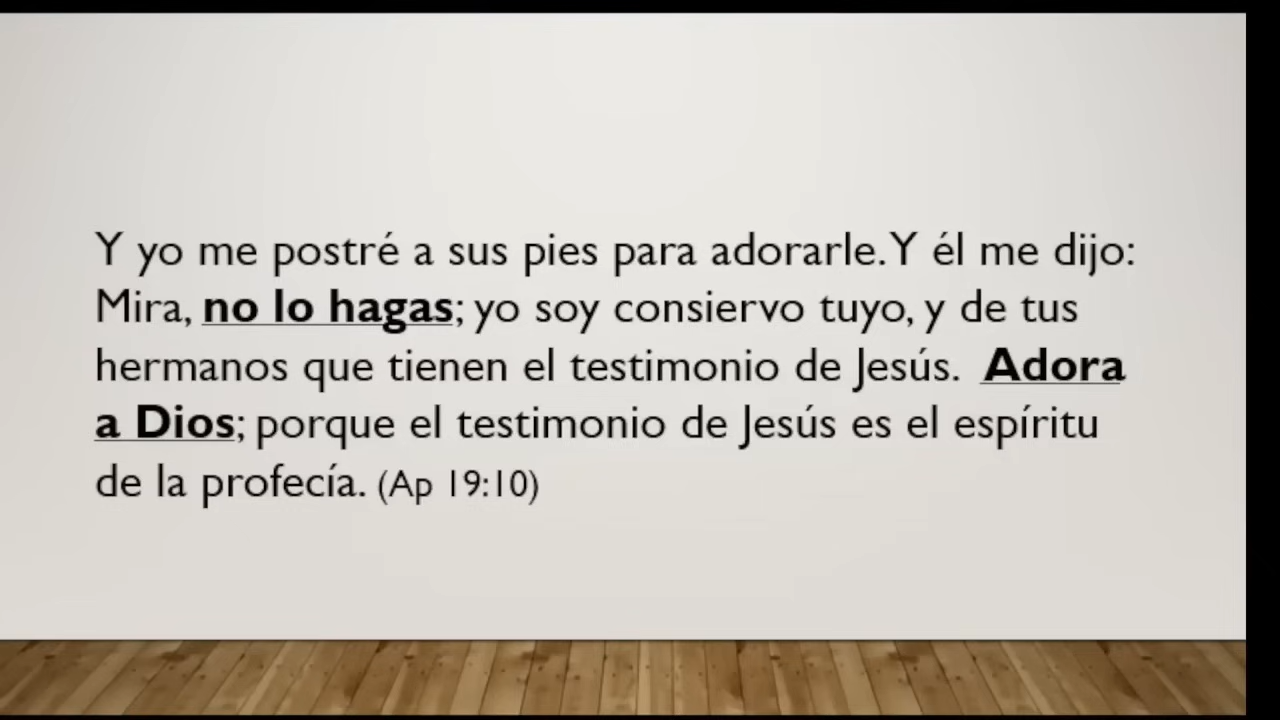 Y yo me postré a sus pies para adorarle. Y él me dijo:
Mira, no lo hagas; yo soy consiervo tuyo, y de tus
hermanos que tienen el testimonio de Jesús. Adora
a Dios; porque el testimonio de Jesús es el espíritu
de la profecía. (Ap 19:10)